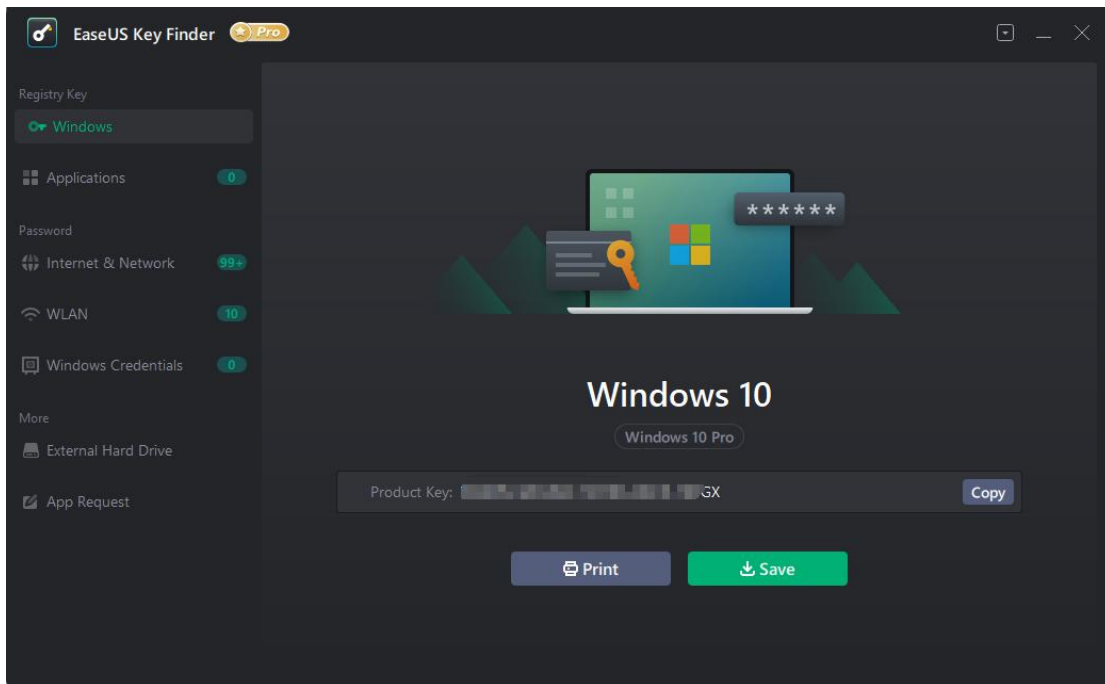 EaseUS Key Finder Pro
Registry Key
Windows
Applications 0
Password
Internet & Network 99+
WLAN 10
Windows Credentials 0
More
External Hard Drive
App Request
******
Windows 10
Windows 10 Pro
Product Key: GX Copy
Print Save